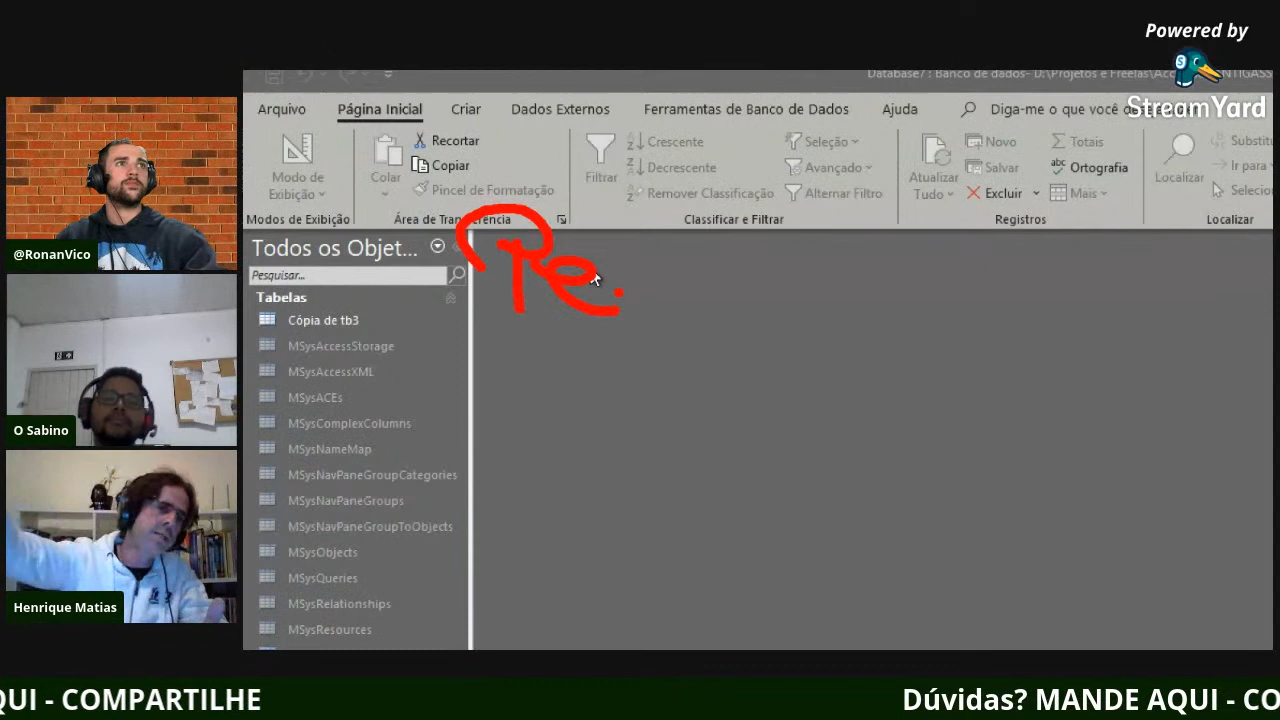 Powered by
StreamYard
Database7 : Banco de dados- D:\Projetos e Freelas\Acc
Arquivo
Página Inicial
Criar
Dados Externos
Ferramentas de Banco de Dados
Ajuda
Diga-me o que você
Modo de
Exibição
Modos de Exibição
Colar
Recortar
Copiar
Pincel de Formatação
Área de Transferência
Filtrar
Crescente
Decrescente
Remover Classificação
Seleção
Avançado
Alternar Filtro
Classificar e Filtrar
Atualizar
Tudo
Novo
Salvar
Excluir
Totais
Ortografia
Mais
Registros
Localizar
Ir para
Localizar
Re.
Todos os Objet...
Pesquisar...
Tabelas
Cópia de tb3
MSysAccessStorage
MSysAccessXML
MSysACEs
MSysComplexColumns
MSysNameMap
MSysNavPaneGroupCategories
MSysNavPaneGroups
MSysNavPaneGroupToObjects
MSysObjects
MSysQueries
MSysRelationships
MSysResources
@RonanVico
O Sabino
Henrique Matias
QUI - COMPARTILHE
Dúvidas? MANDE AQUI - CO